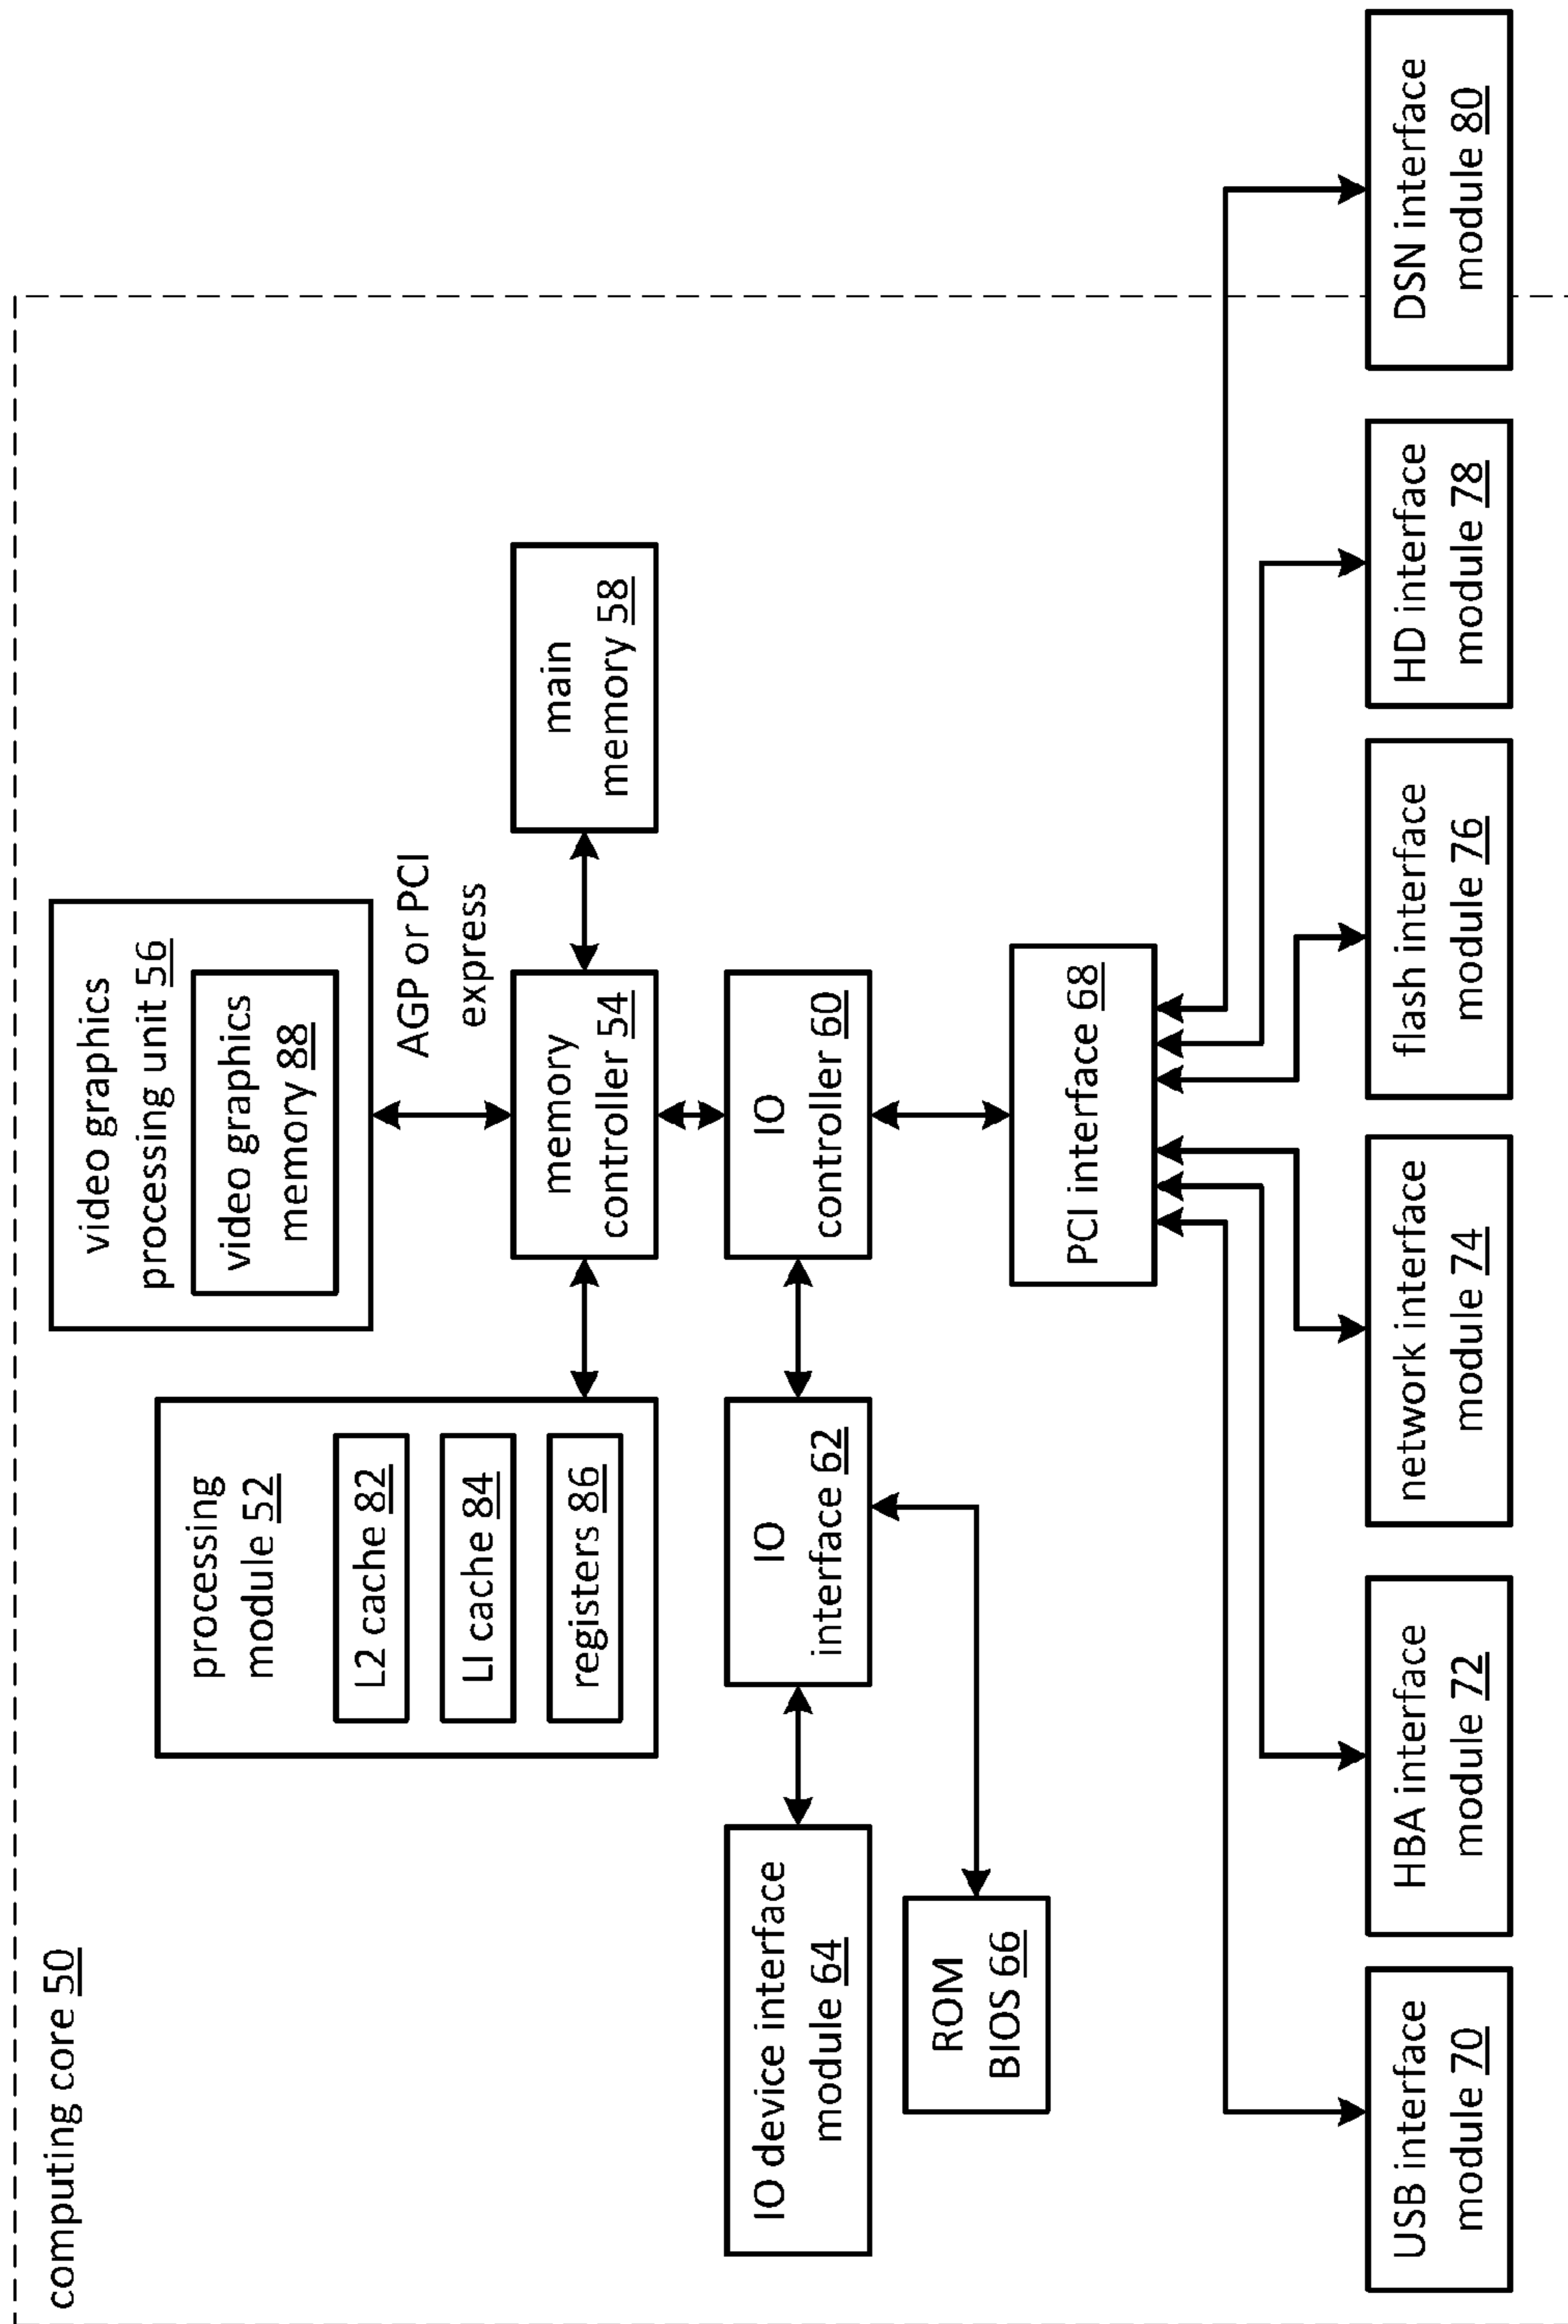 computing core 50
video graphics
processing unit 56
video graphics
memory 88
processing
module 52
L2 cache 82
LI cache 84
registers 86
AGP or PCI
express
memory
controller 54
main
memory 58
IO device interface
module 64
IO
interface 62
IO
controller 60
ROM
BIOS 66
PCI interface 68
USB interface
module 70
HBA interface
module 72
network interface
module 74
flash interface
module 76
HD interface
module 78
DSN interface
module 80